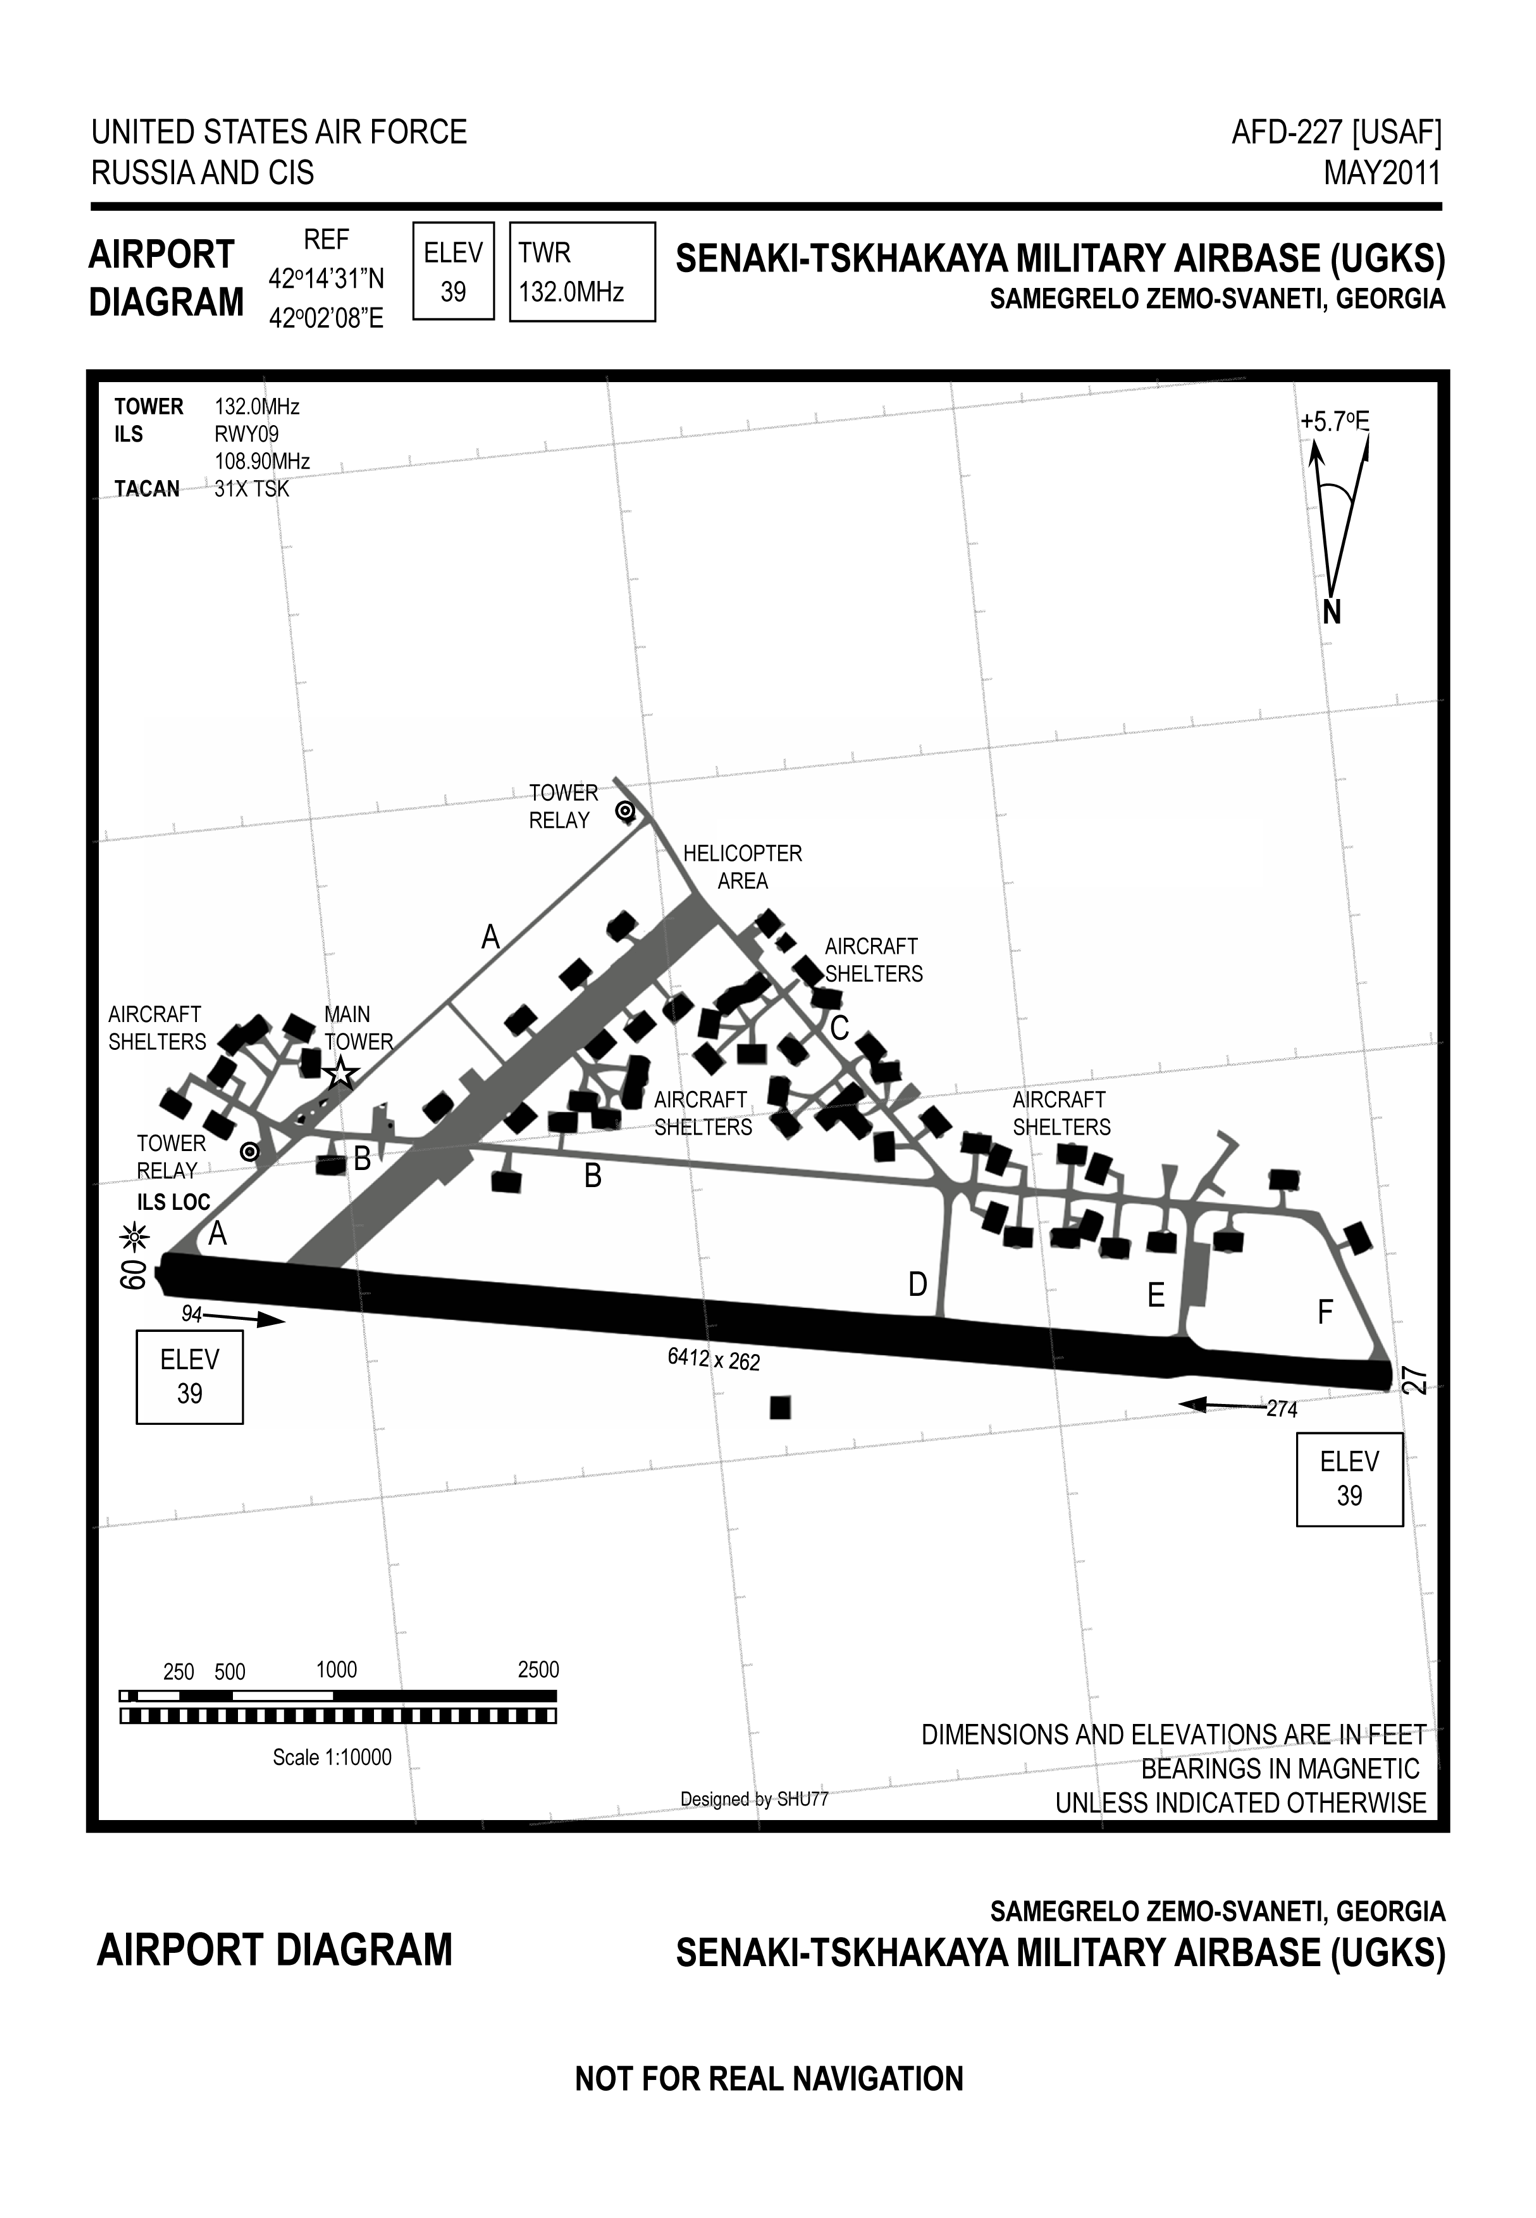 UNITED STATES AIR FORCE
RUSSIA AND CIS
AFD-227 [USAF]
MAY2011
AIRPORT
DIAGRAM
REF
42º14’31”N
42º02’08”E
ELEV
39
TWR
132.0MHz
SENAKI-TSKHAKAYA MILITARY AIRBASE (UGKS)
SAMEGRELO ZEMO-SVANETI, GEORGIA
TOWER 132.0MHz
ILS RWY09
108.90MHz
TACAN 31X TSK
+5.7ºE
N
TOWER
RELAY
HELICOPTER
AREA
A
AIRCRAFT
SHELTERS
AIRCRAFT
SHELTERS
MAIN
TOWER
C
AIRCRAFT
SHELTERS
AIRCRAFT
SHELTERS
TOWER
RELAY
B
B
ILS LOC
A
09
D
E
F
94
6412 x 262
27
274
ELEV
39
ELEV
39
250 500 1000 2500
Scale 1:10000
DIMENSIONS AND ELEVATIONS ARE IN FEET
BEARINGS IN MAGNETIC
UNLESS INDICATED OTHERWISE
Designed by SHU77
SAMEGRELO ZEMO-SVANETI, GEORGIA
AIRPORT DIAGRAM
SENAKI-TSKHAKAYA MILITARY AIRBASE (UGKS)
NOT FOR REAL NAVIGATION